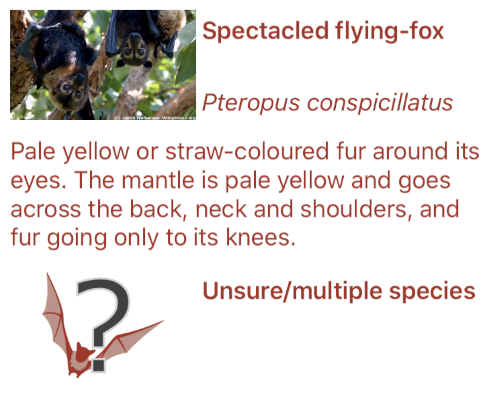 Spectacled flying-fox
Pteropus conspicillatus
Pale yellow or straw-coloured fur around its
eyes. The mantle is pale yellow and goes
across the back, neck and shoulders, and
fur going only to its knees.
?
Unsure/multiple species